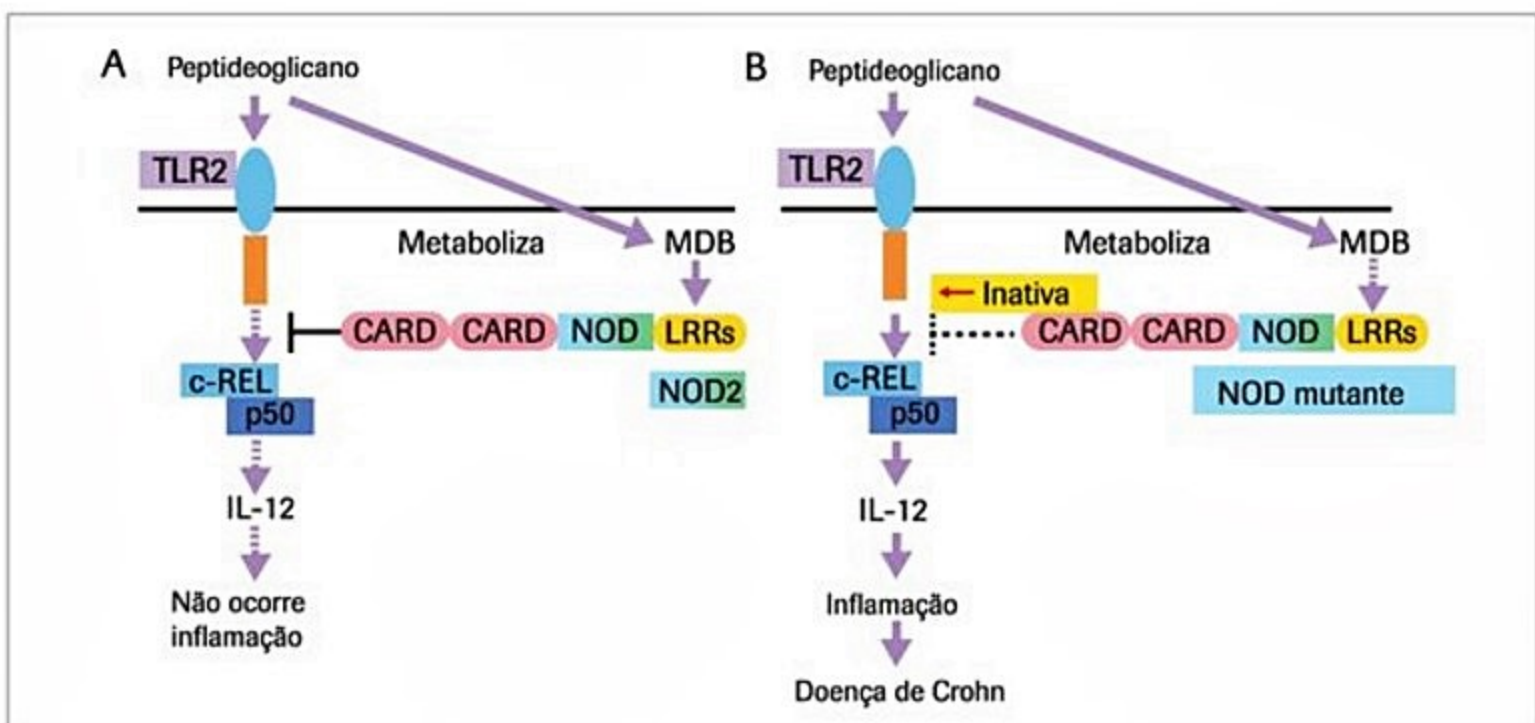 A
Peptideoglicano
TLR2
Metaboliza
MDB
CARD CARD NOD LRRs
c-REL
NOD2
p50
IL-12
Não ocorre
inflamação
B
Peptideoglicano
TLR2
Metaboliza
MDB
Inativa
CARD CARD NOD LRRs
c-REL
NOD mutante
p50
IL-12
Inflamação
Doença de Crohn